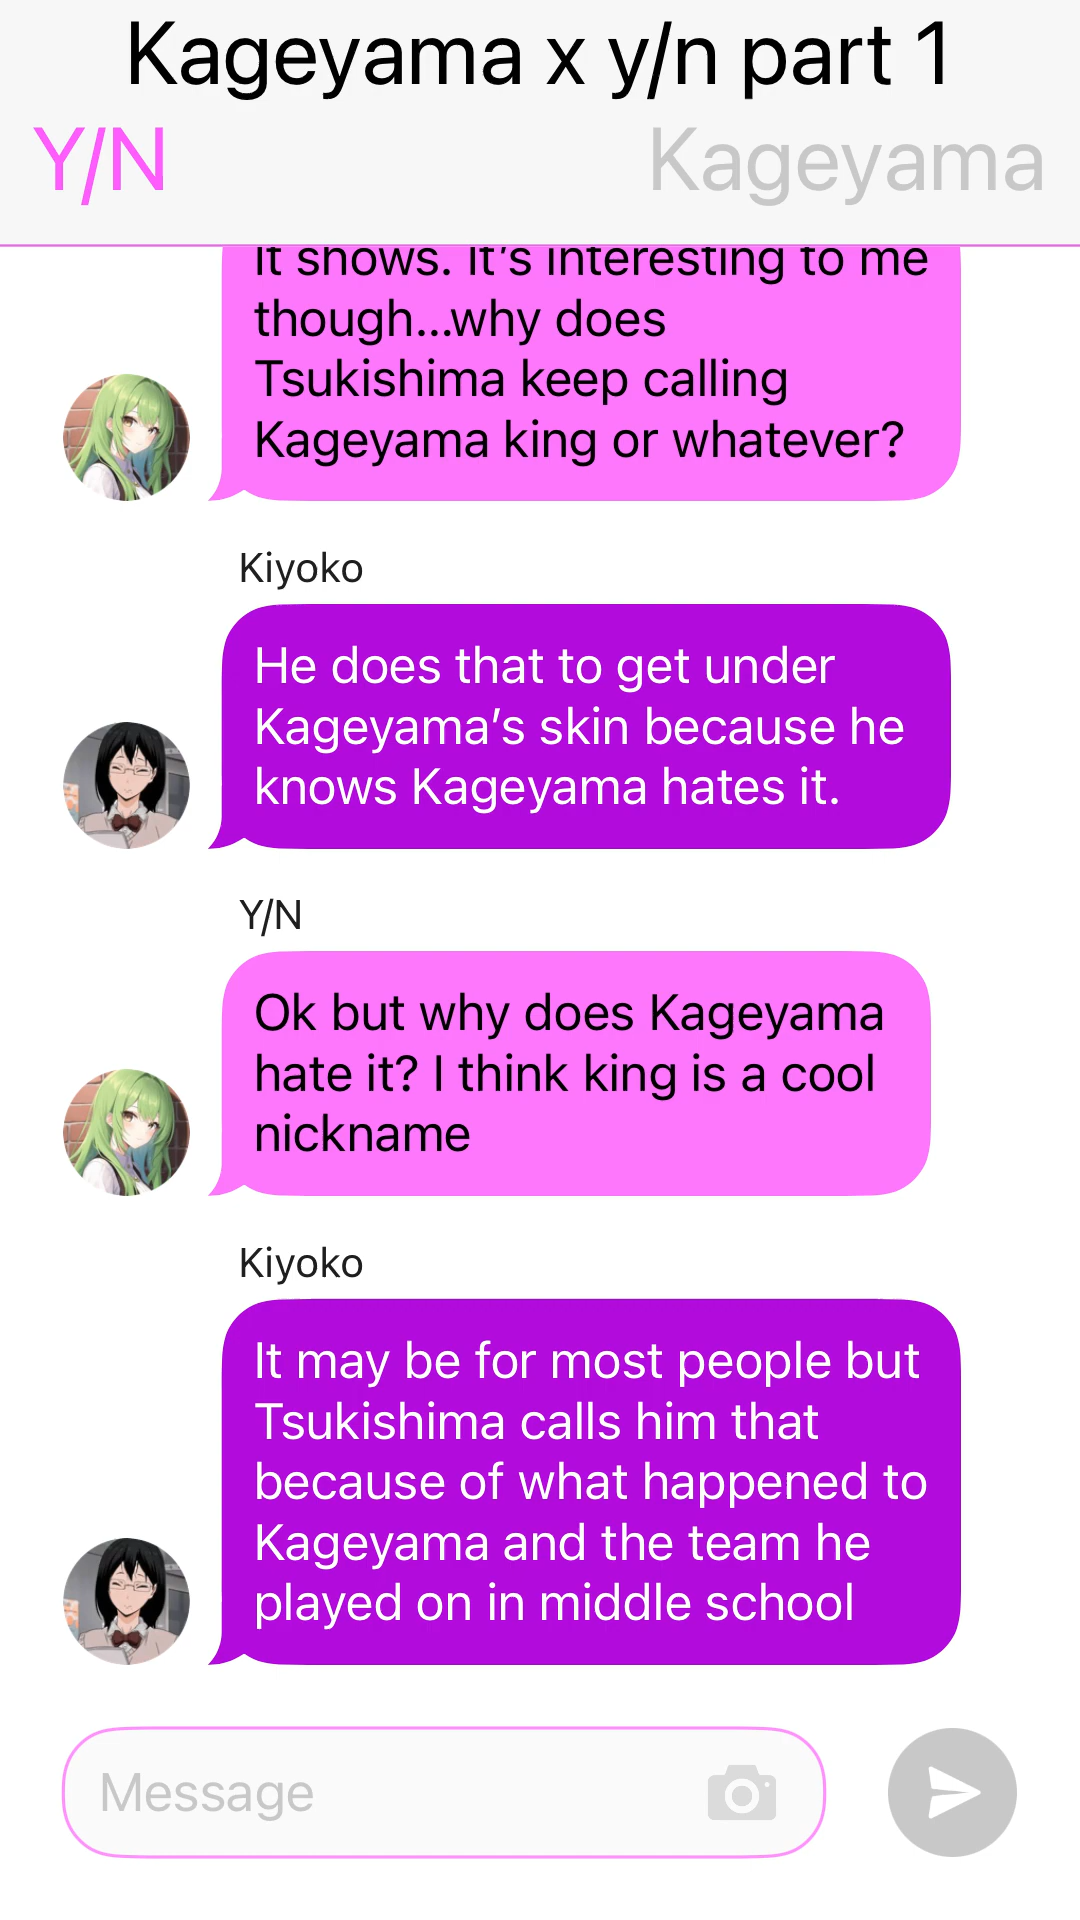 Kageyama x y/n part 1
Y/N
Kageyama
It shows. It's interesting to me
though...why does
Tsukishima keep calling
Kageyama king or whatever?
Kiyoko
He does that to get under
Kageyama's skin because he
knows Kageyama hates it.
Y/N
Ok but why does Kageyama
hate it? I think king is a cool
nickname
Kiyoko
It may be for most people but
Tsukishima calls him that
because of what happened to
Kageyama and the team he
played on in middle school
Message